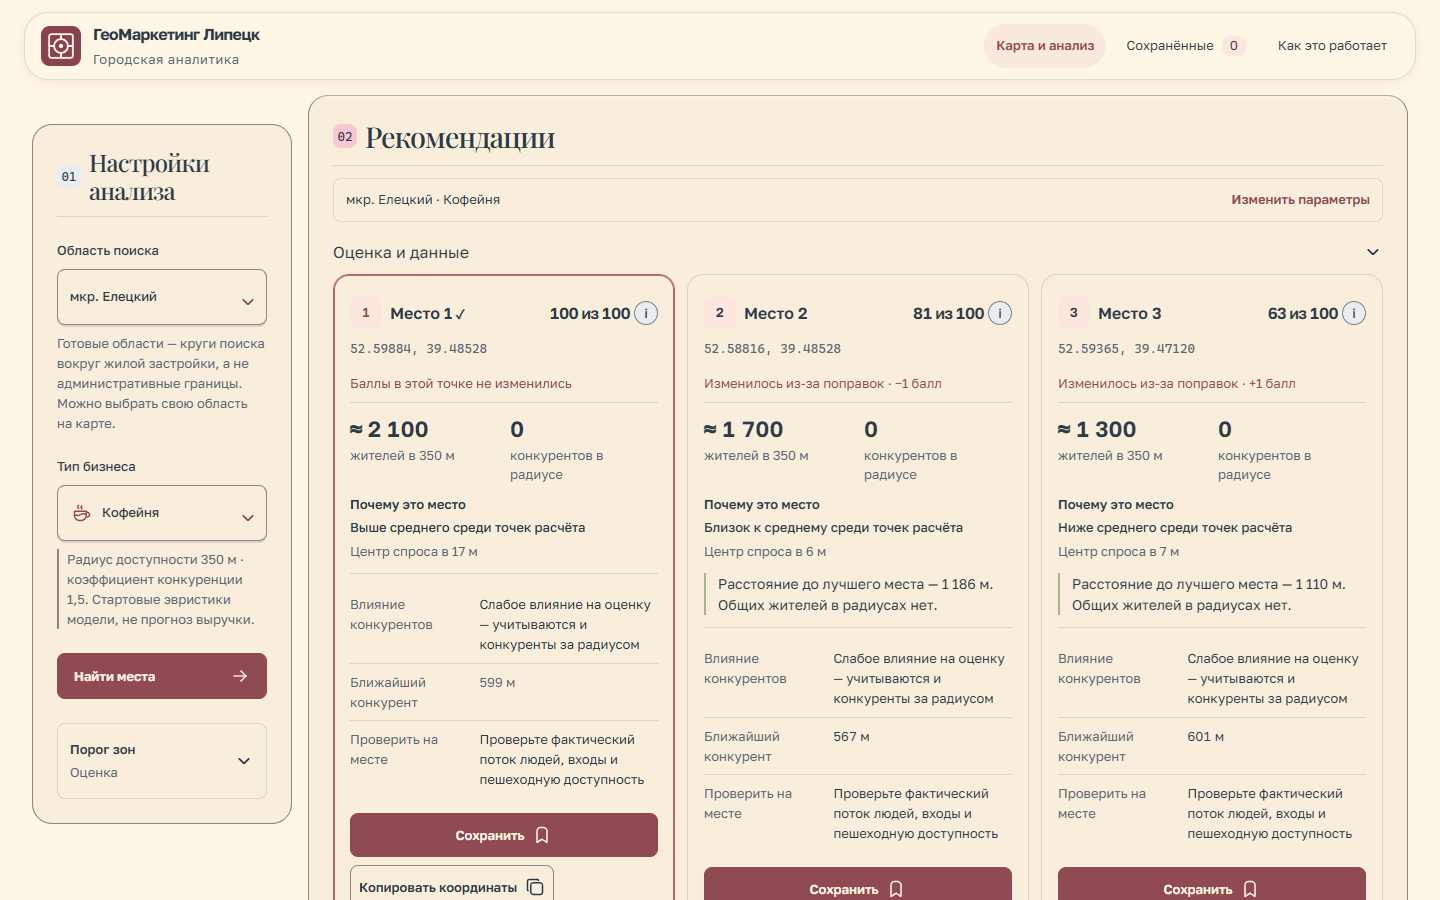 ГеоМаркетинг Липецк
Городская аналитика
Карта и анализ
Сохранённые 0
Как это работает
01 Настройки
анализа
Область поиска
мкр. Елецкий
Готовые области — круги поиска
вокруг жилой застройки, а не
административные границы.
Можно выбрать свою область
на карте.
Тип бизнеса
Кофейня
Радиус доступности 350 м ·
коэффициент конкуренции
1,5. Стартовые эвристики
модели, не прогноз выручки.
Найти места
Порог зон
Оценка
02 Рекомендации
мкр. Елецкий · Кофейня
Изменить параметры
Оценка и данные
1 Место 1 ✓ 100 из 100 i
52.59884, 39.48528
Баллы в этой точке не изменились
≈ 2 100
жителей в 350 м
0
конкурентов в
радиусе
Почему это место
Выше среднего среди точек расчёта
Центр спроса в 17 м
Влияние
конкурентов
Слабое влияние на оценку
— учитываются и
конкуренты за радиусом
Ближайший
конкурент
599 м
Проверить на
месте
Проверьте фактический
поток людей, входы и
пешеходную доступность
Сохранить
Копировать координаты
2 Место 2 81 из 100 i
52.58816, 39.48528
Изменилось из-за поправок · −1 балл
≈ 1 700
жителей в 350 м
0
конкурентов в
радиусе
Почему это место
Близок к среднему среди точек расчёта
Центр спроса в 6 м
Расстояние до лучшего места — 1 186 м.
Общих жителей в радиусах нет.
Влияние
конкурентов
Слабое влияние на оценку
— учитываются и
конкуренты за радиусом
Ближайший
конкурент
567 м
Проверить на
месте
Проверьте фактический
поток людей, входы и
пешеходную доступность
Сохранить
3 Место 3 63 из 100 i
52.59365, 39.47120
Изменилось из-за поправок · +1 балл
≈ 1 300
жителей в 350 м
0
конкурентов в
радиусе
Почему это место
Ниже среднего среди точек расчёта
Центр спроса в 7 м
Расстояние до лучшего места — 1 110 м.
Общих жителей в радиусах нет.
Влияние
конкурентов
Слабое влияние на оценку
— учитываются и
конкуренты за радиусом
Ближайший
конкурент
601 м
Проверить на
месте
Проверьте фактический
поток людей, входы и
пешеходную доступность
Сохранить